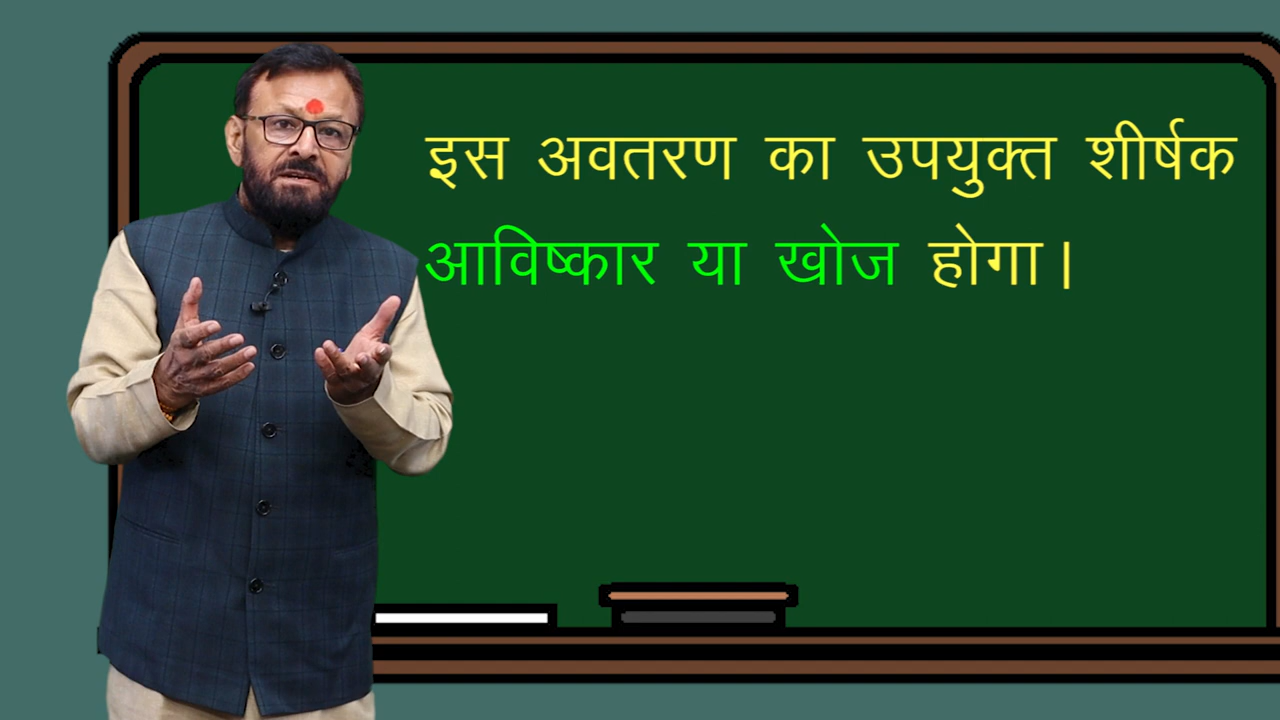 इस अवतरण का उपयुक्त शीर्षक
आविष्कार या खोज होगा।